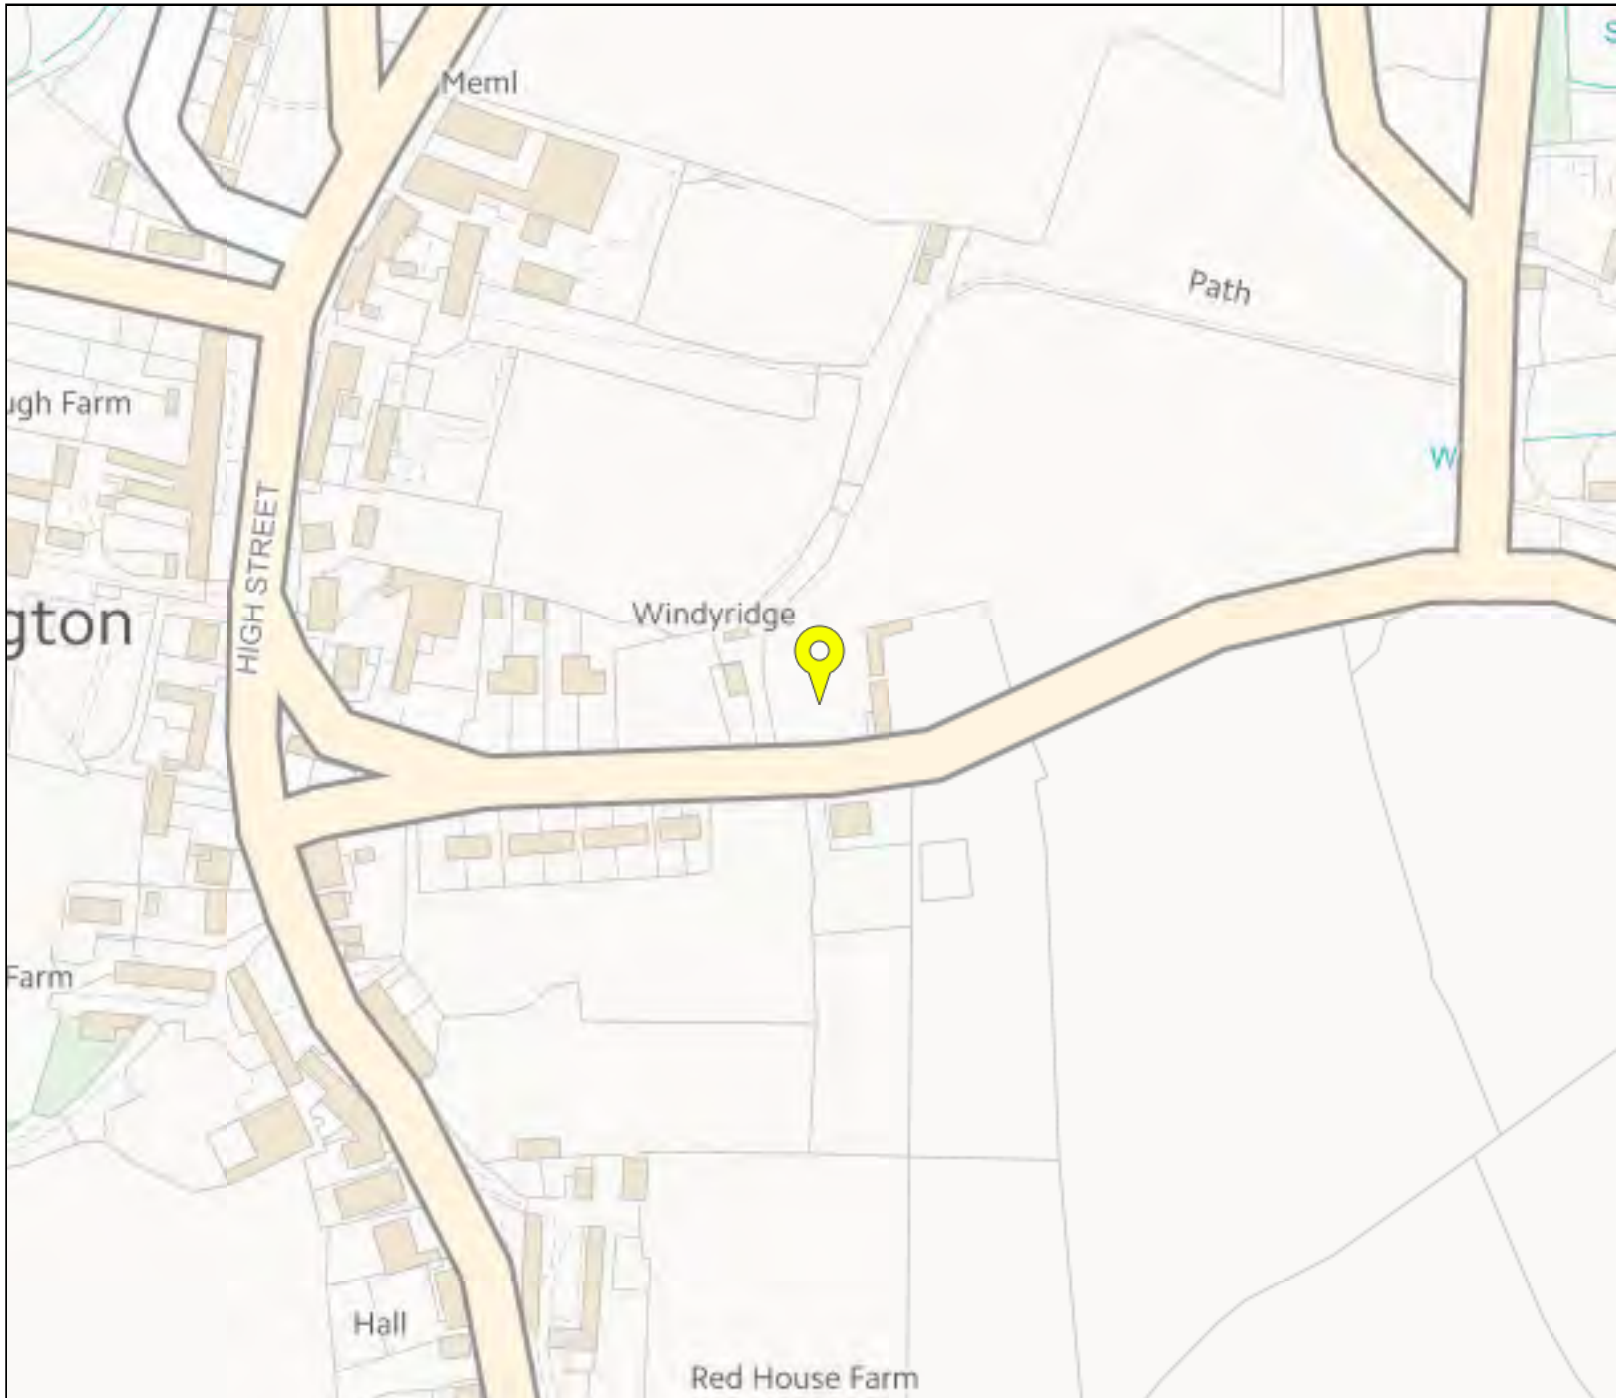 Meml
Path
ugh Farm
W
HIGH STREET
Windyridge
gton
Farm
Hall
Red House Farm